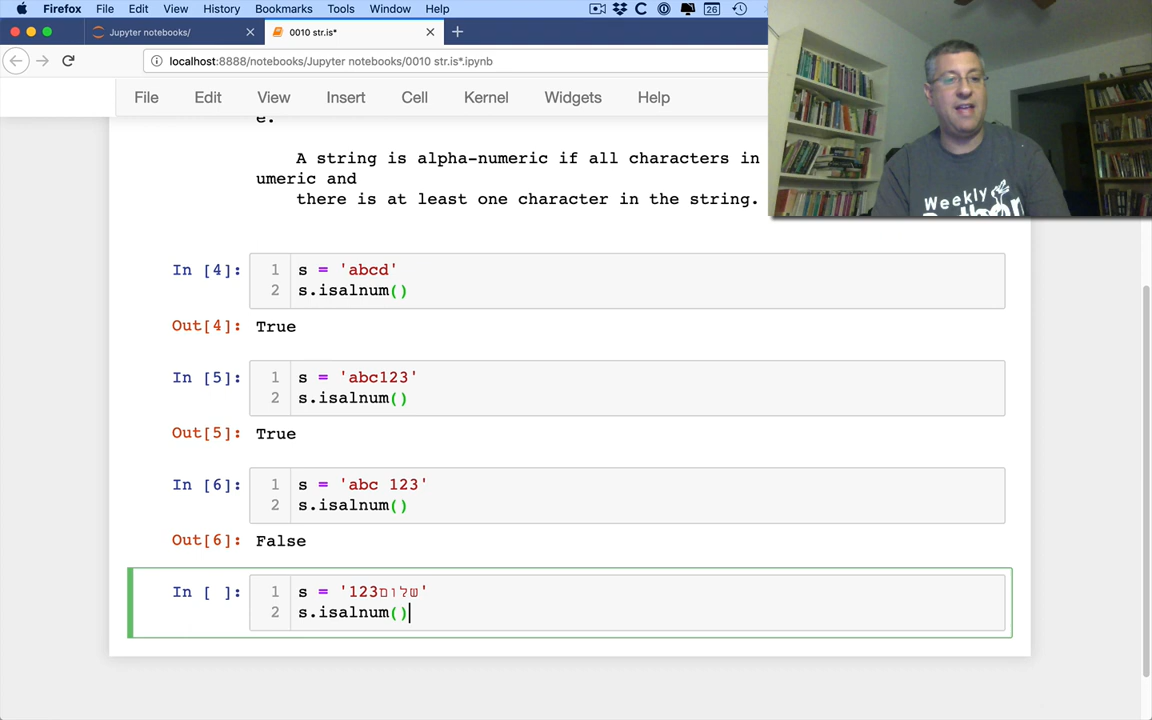 Firefox File Edit View History Bookmarks Tools Window Help 26
Jupyter notebooks/ 0010 str.is*
localhost:8888/notebooks/Jupyter notebooks/0010 str.is*.ipynb
File Edit View Insert Cell Kernel Widgets Help
e.
A string is alpha-numeric if all characters in
umeric and
there is at least one character in the string.
Weekly
In [4]: 1 s = 'abcd'
2 s.isalnum()
Out[4]: True
In [5]: 1 s = 'abc123'
2 s.isalnum()
Out[5]: True
In [6]: 1 s = 'abc 123'
2 s.isalnum()
Out[6]: False
In [ ]: 1 s = 'שלום123'
2 s.isalnum()